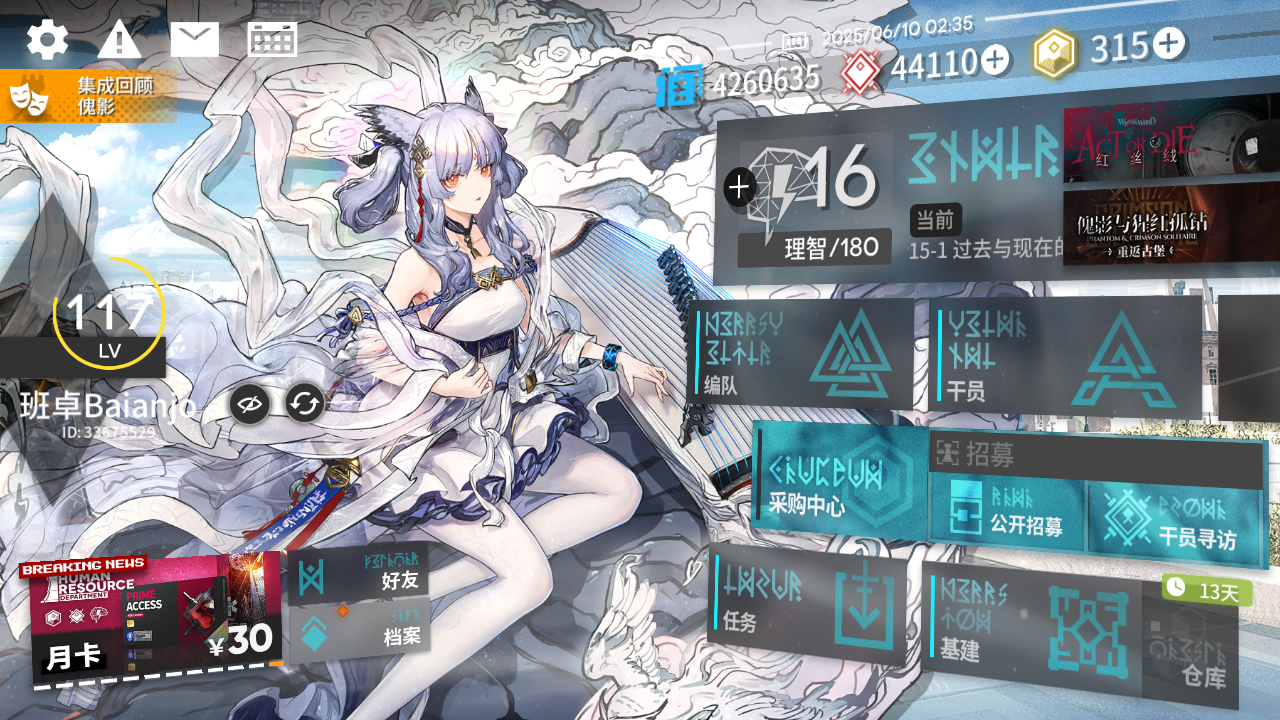 2025/06/10 02:35
4260635
44110
315
集成回顾
傀影
16
理智/180
当前
15-1 过去与现在的
ACT OR DIE
红丝线
傀影与猩红孤钻
PHANTOM & CRIMSON SOLITAIRE
重返古堡
117
LV
班卓Baianjo
ID: 33675529
编队
干员
采购中心
招募
公开招募
干员寻访
BREAKING NEWS
HUMAN
RESOURCE
DEPARTMENT
PRIME
ACCESS
月卡
¥30
好友
档案
任务
基建
13天
仓库